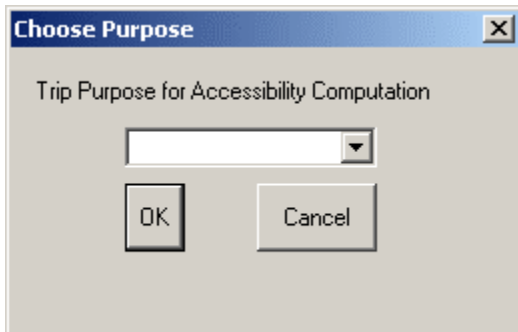 Choose Purpose
Trip Purpose for Accessibility Computation
OK
Cancel